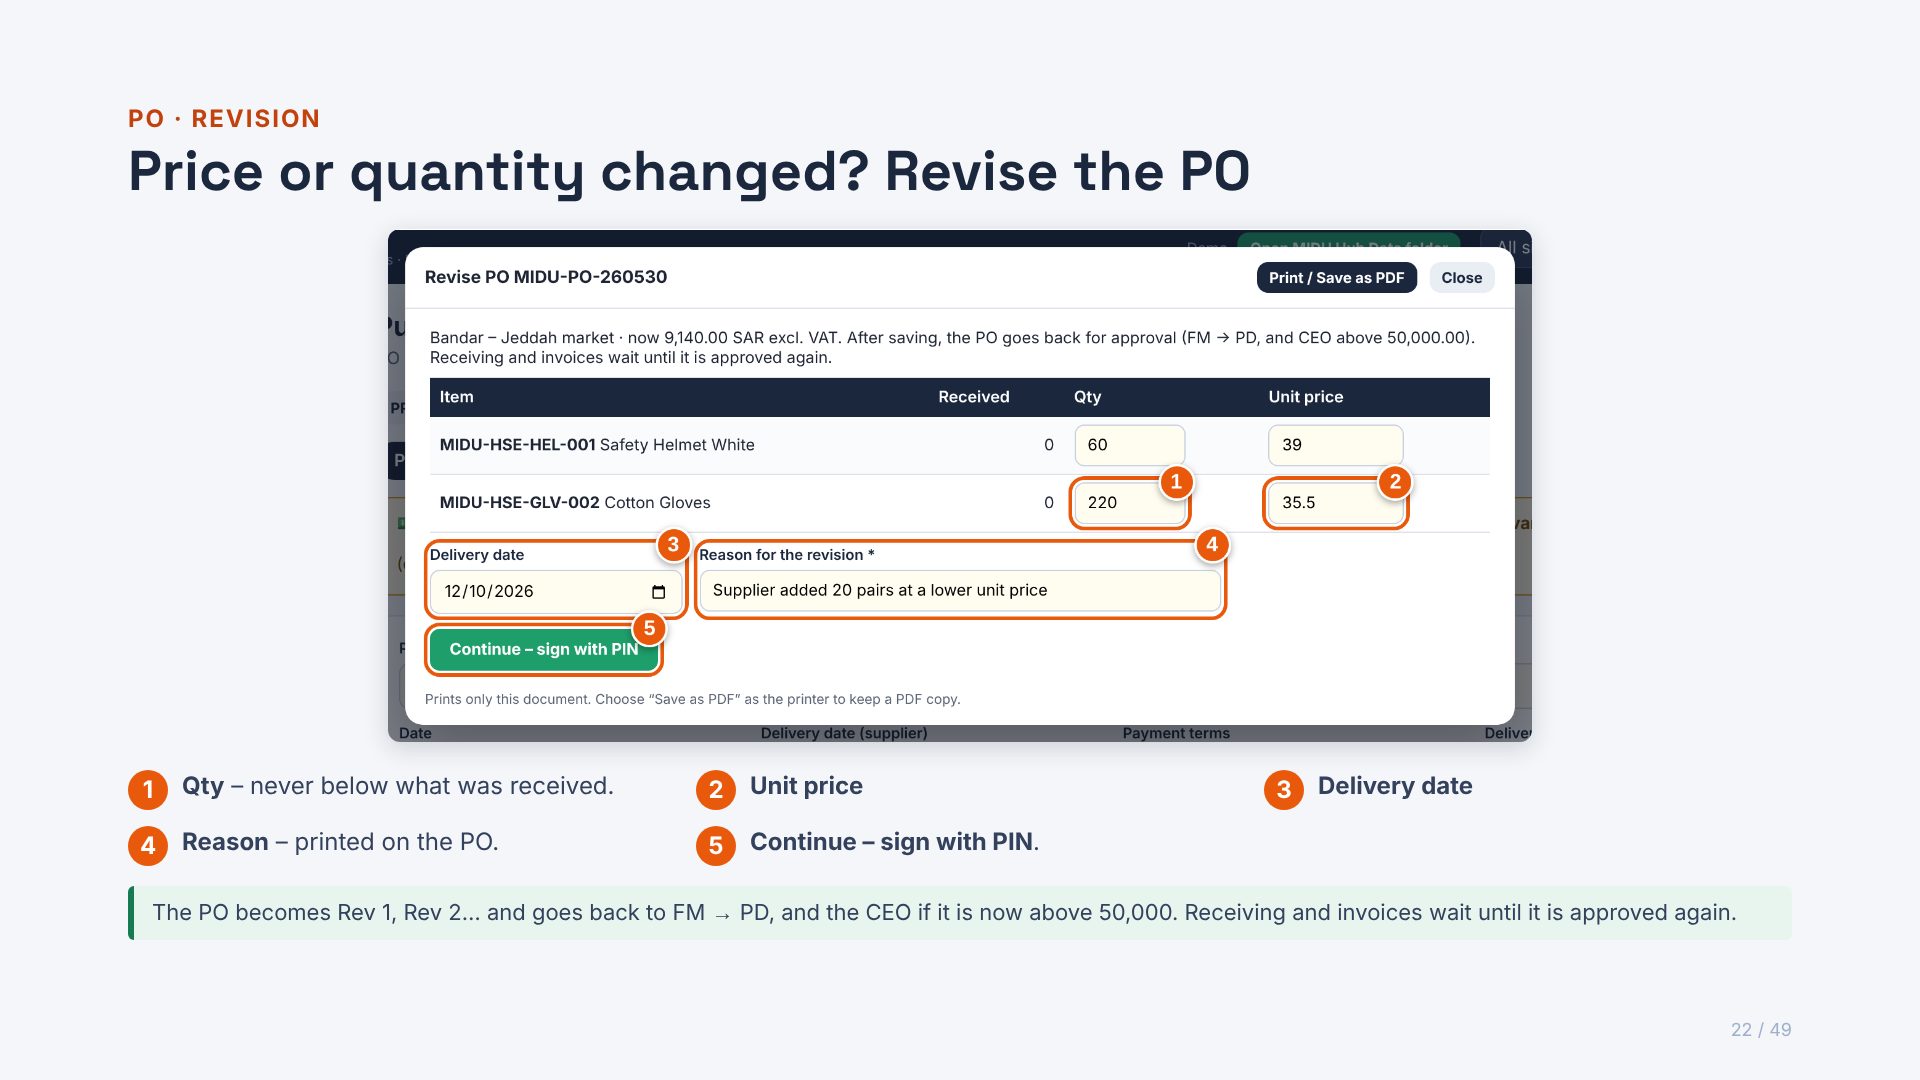 PO · REVISION
Price or quantity changed? Revise the PO
Revise PO MIDU-PO-260530
Print / Save as PDF
Close
Bandar – Jeddah market · now 9,140.00 SAR excl. VAT. After saving, the PO goes back for approval (FM → PD, and CEO above 50,000.00).
Receiving and invoices wait until it is approved again.
Item Received Qty Unit price
MIDU-HSE-HEL-001 Safety Helmet White 0 60 39
MIDU-HSE-GLV-002 Cotton Gloves 0 220 35.5
1
2
3
4
Delivery date
Reason for the revision *
12/10/2026
Supplier added 20 pairs at a lower unit price
5
Continue – sign with PIN
Prints only this document. Choose “Save as PDF” as the printer to keep a PDF copy.
Date Delivery date (supplier) Payment terms
1 Qty – never below what was received.
2 Unit price
3 Delivery date
4 Reason – printed on the PO.
5 Continue – sign with PIN.
The PO becomes Rev 1, Rev 2... and goes back to FM → PD, and the CEO if it is now above 50,000. Receiving and invoices wait until it is approved again.
22 / 49